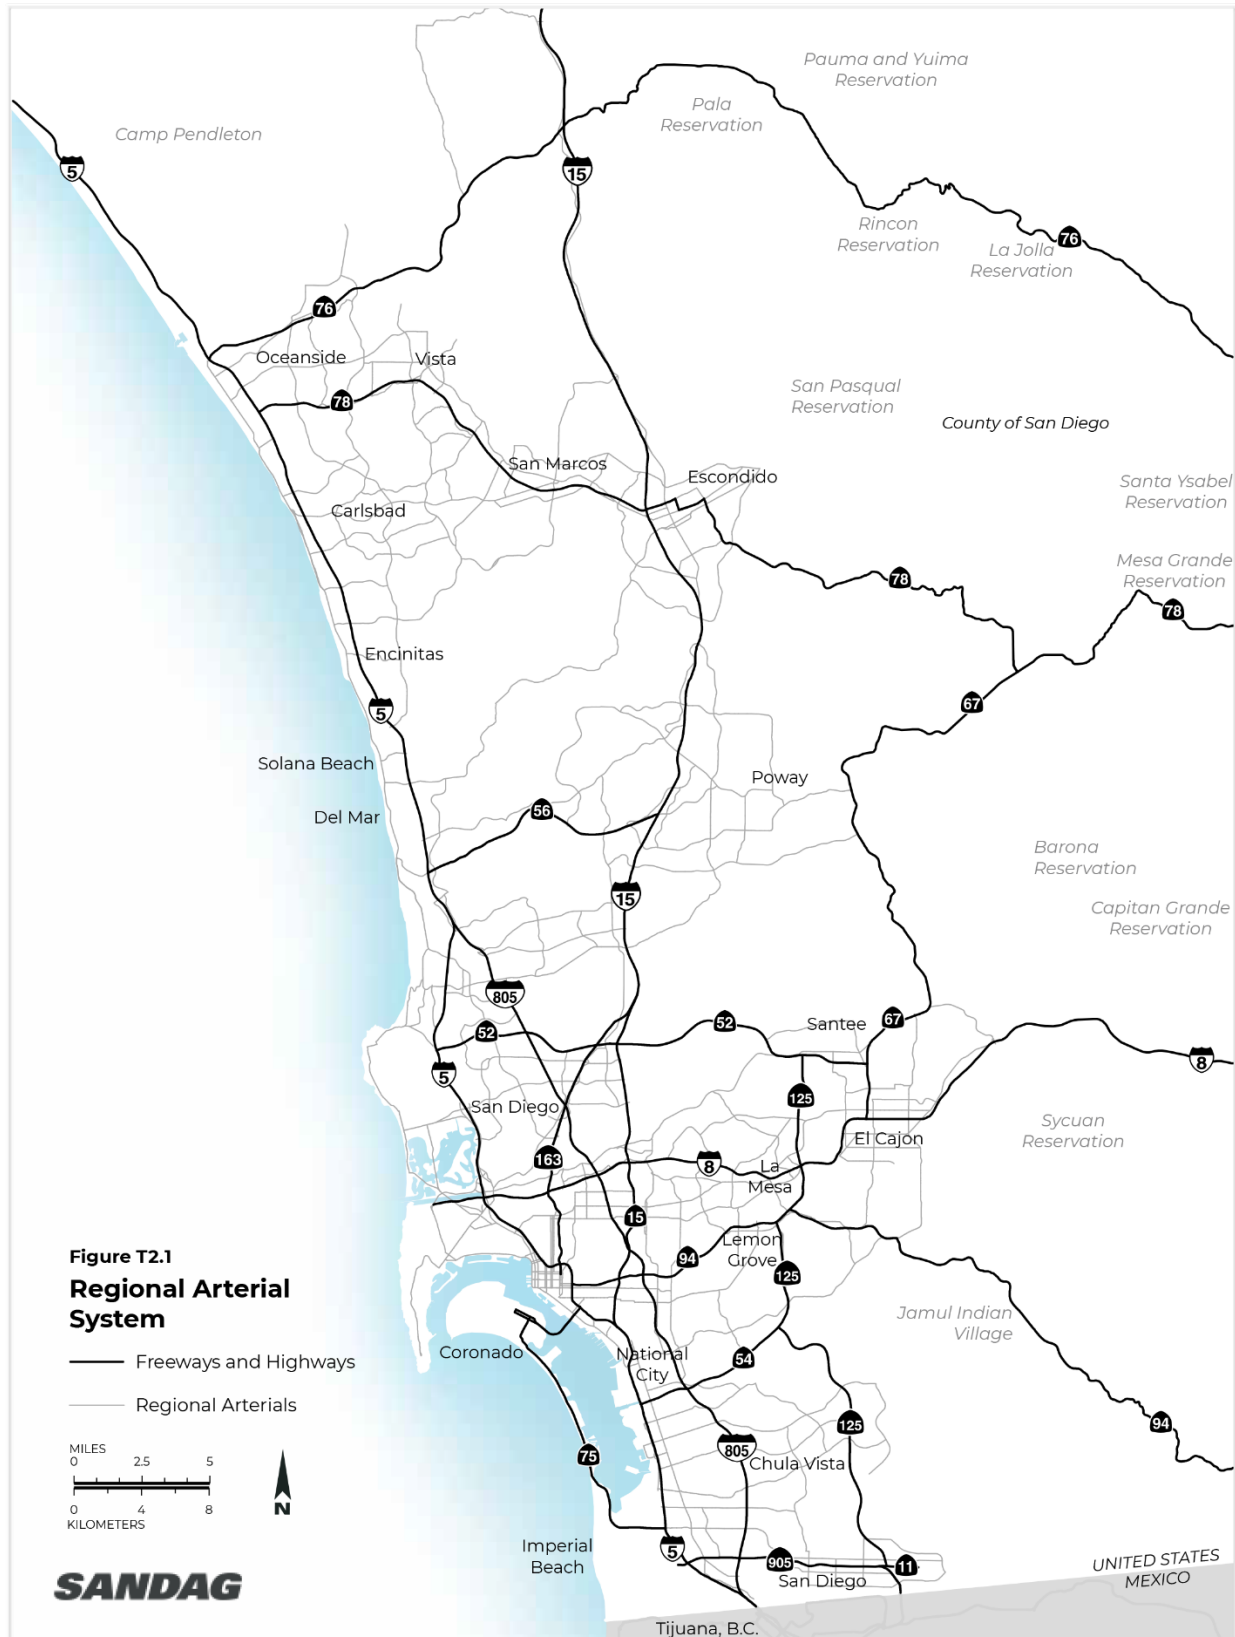 Pauma and Yuima
Reservation
Pala
Reservation
Camp Pendleton
5
15
Rincon
Reservation
76
La Jolla
Reservation
76
Oceanside
Vista
78
San Pasqual
Reservation
County of San Diego
San Marcos
Escondido
Santa Ysabel
Reservation
Carlsbad
Mesa Grande
Reservation
78
78
Encinitas
67
5
Solana Beach
Poway
Del Mar
56
Barona
Reservation
15
Capitan Grande
Reservation
805
52
52
Santee
67
8
5
125
San Diego
El Cajon
Sycuan
Reservation
163
8
La
Mesa
15
Lemon
Grove
94
125
Figure T2.1
Regional Arterial
System
Jamul Indian
Village
Freeways and Highways
Coronado
National
City
54
Regional Arterials
125
94
MILES
0 2.5 5
0 4 8
KILOMETERS
N
75
805
Chula Vista
Imperial
Beach
5
905
11
San Diego
UNITED STATES
MEXICO
SANDAG
Tijuana, B.C.